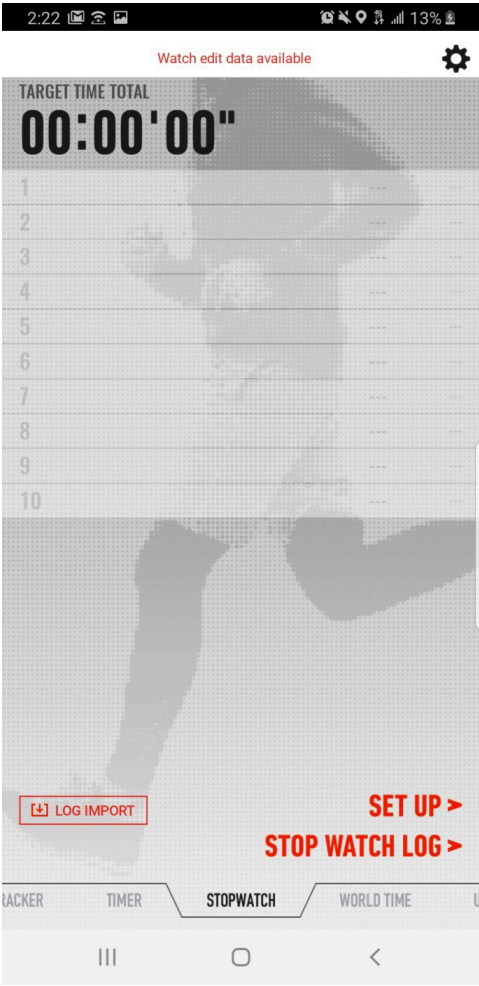 2:22
13%
Watch edit data available
TARGET TIME TOTAL
00:00'00"
1 --- ---
2 --- ---
3 --- ---
4 --- ---
5 --- ---
6 --- ---
7 --- ---
8 --- ---
9 --- ---
10 --- ---
LOG IMPORT
SET UP >
STOP WATCH LOG >
RACKER TIMER STOPWATCH WORLD TIME U